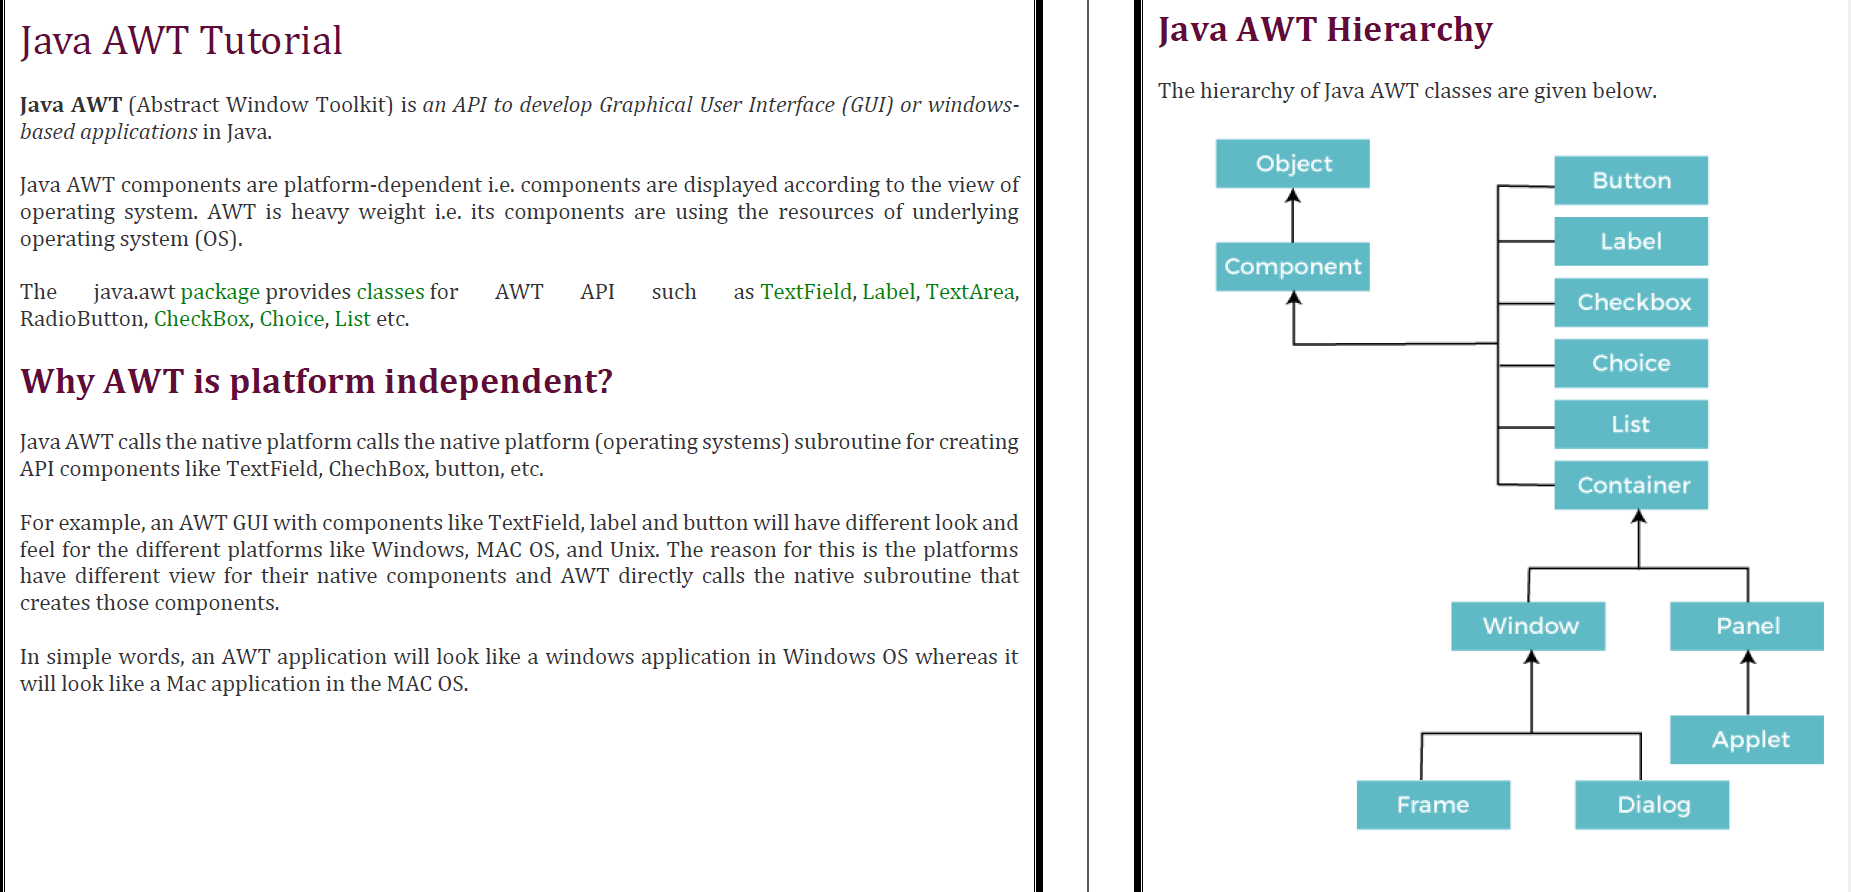 Java AWT Tutorial
Java AWT (Abstract Window Toolkit) is an API to develop Graphical User Interface (GUI) or windows-
based applications in Java.
Java AWT components are platform-dependent i.e. components are displayed according to the view of
operating system. AWT is heavy weight i.e. its components are using the resources of underlying
operating system (OS).
The java.awt package provides classes for AWT API such as TextField, Label, TextArea,
RadioButton, CheckBox, Choice, List etc.
Why AWT is platform independent?
Java AWT calls the native platform calls the native platform (operating systems) subroutine for creating
API components like TextField, ChechBox, button, etc.
For example, an AWT GUI with components like TextField, label and button will have different look and
feel for the different platforms like Windows, MAC OS, and Unix. The reason for this is the platforms
have different view for their native components and AWT directly calls the native subroutine that
creates those components.
In simple words, an AWT application will look like a windows application in Windows OS whereas it
will look like a Mac application in the MAC OS.
Java AWT Hierarchy
The hierarchy of Java AWT classes are given below.
Object
Component
Button
Label
Checkbox
Choice
List
Container
Window
Panel
Applet
Frame
Dialog